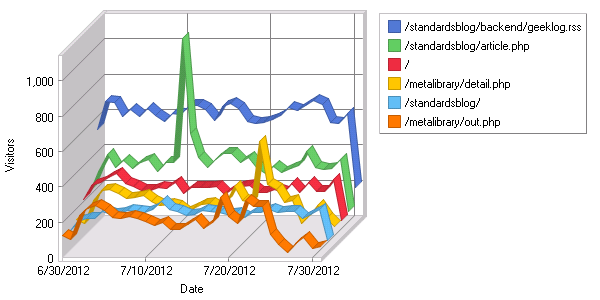 /standardsblog/backend/geeklog.rss
/standardsblog/article.php
/
/metalibrary/detail.php
/standardsblog/
/metalibrary/out.php
Visitors
1,000
800
600
400
200
0
6/30/2012 7/10/2012 7/20/2012 7/30/2012
Date